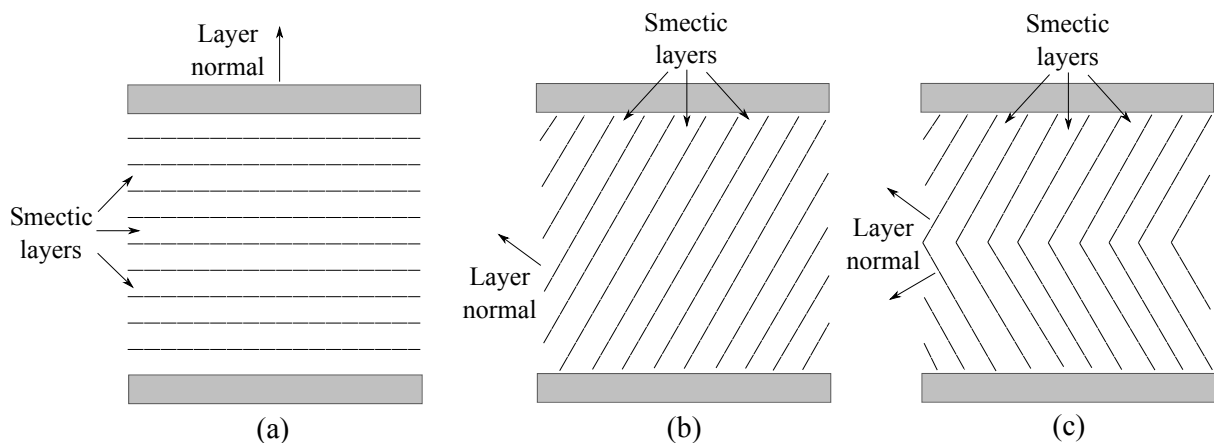 Layer
normal
Smectic
layers
(a)
Smectic
layers
Layer
normal
(b)
Smectic
layers
Layer
normal
(c)